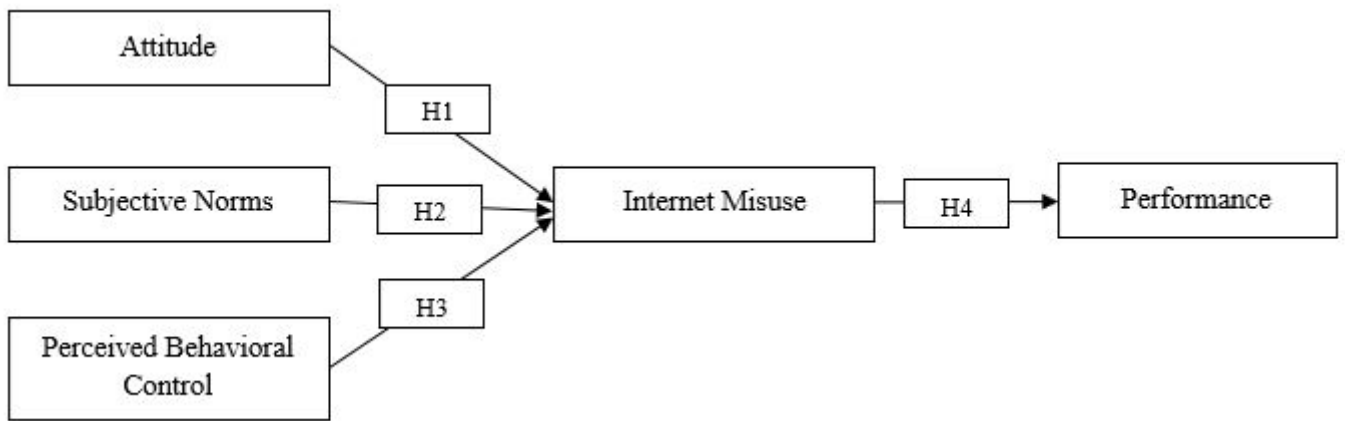 Attitude
H1
Subjective Norms
H2
Internet Misuse
H4
Performance
H3
Perceived Behavioral
Control